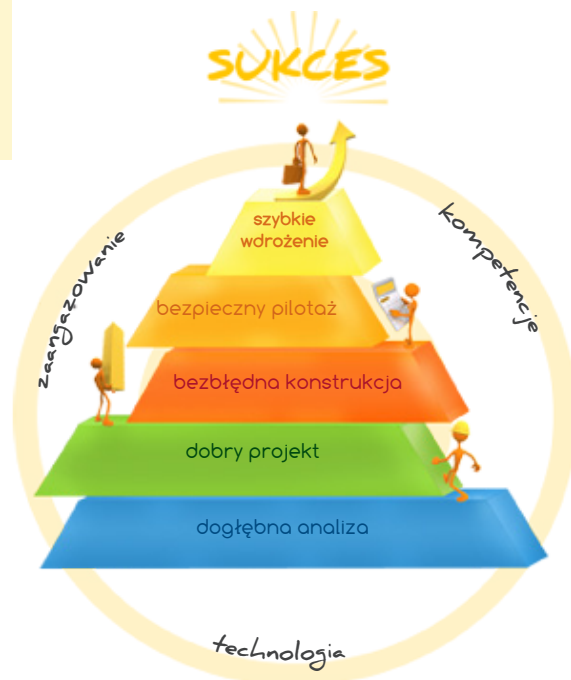 SUKCES
szybkie
wdrożenie
zaangażowanie
kompetencje
bezpieczny pilotaż
bezbłędna konstrukcja
dobry projekt
dogłębna analiza
technologia